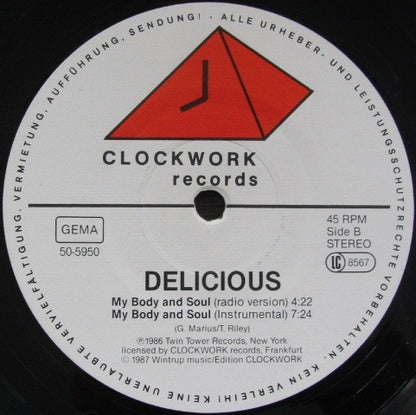 · ALLE URHEBER- UND LEISTUNGSSCHUTZRECHTE VORBEHALTEN. KEIN VERLEIH! KEINE UNERLAUBTE VERVIELFÄLTIGUNG, VERMIETUNG, AUFFÜHRUNG, SENDUNG!
CLOCKWORK
records
GEMA
50-5950
45 RPM
Side B
STEREO
LC 8567
DELICIOUS
My Body and Soul (radio version) 4:22
My Body and Soul (Instrumental) 7:24
(G. Marius/T. Riley)
Ⓟ1986 Twin Tower Records, New York
licensed by CLOCKWORK records, Frankfurt
© 1987 Wintrup music/Edition CLOCKWORK